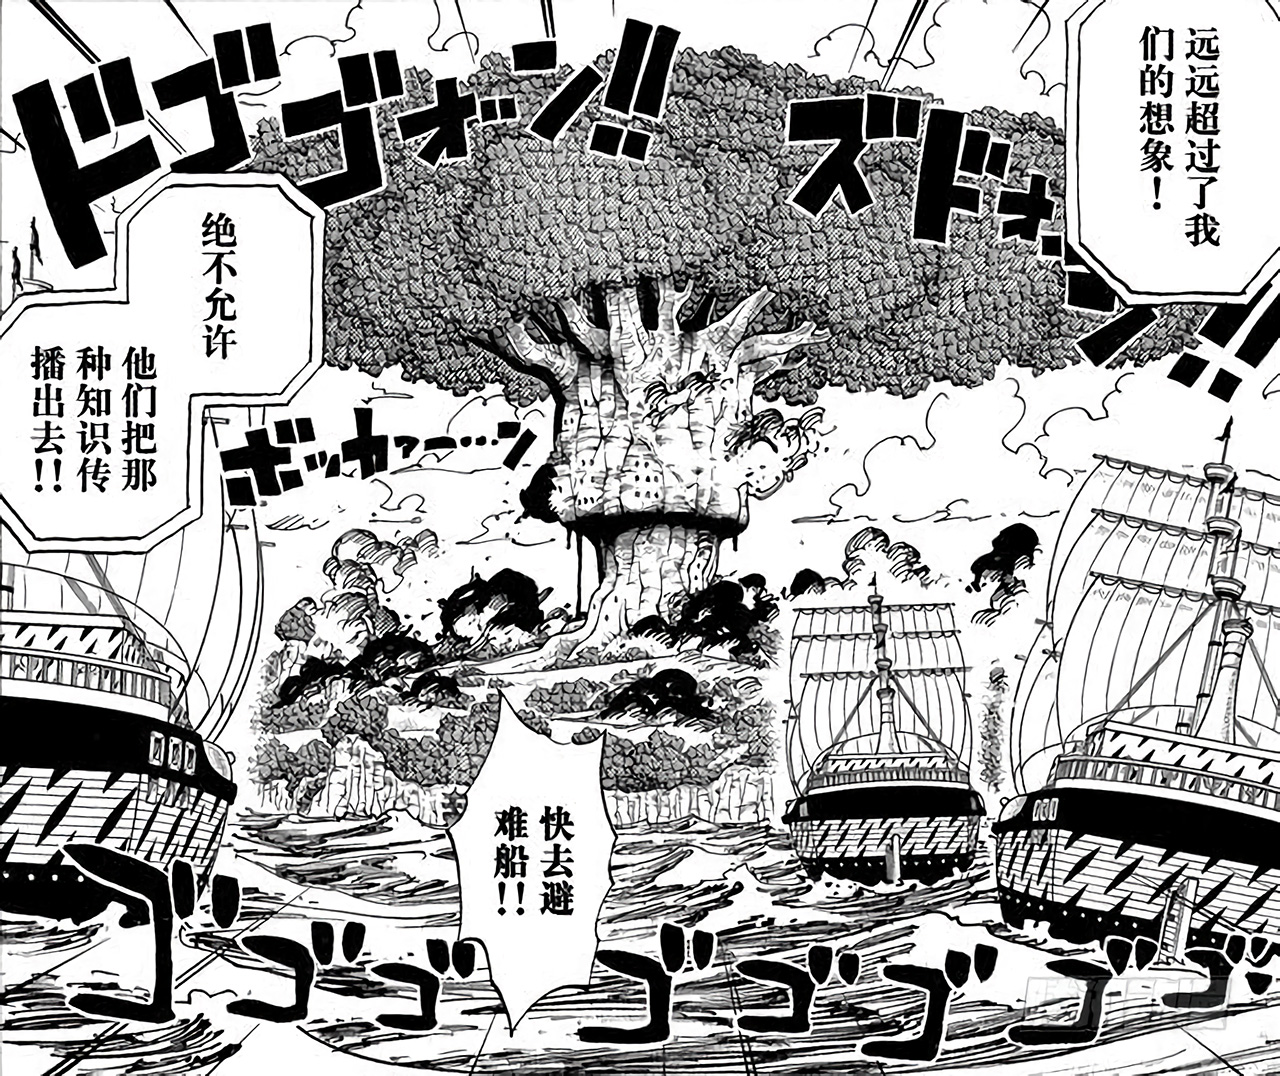 远远超过了我
们的想象！
ドゴゴゴォーン!!
ズドォーン!!
绝不允许
他们把那
种知识传
播出去!!
ボッカァー…ン
快去避
难船!!
ゴゴゴゴゴゴゴゴ